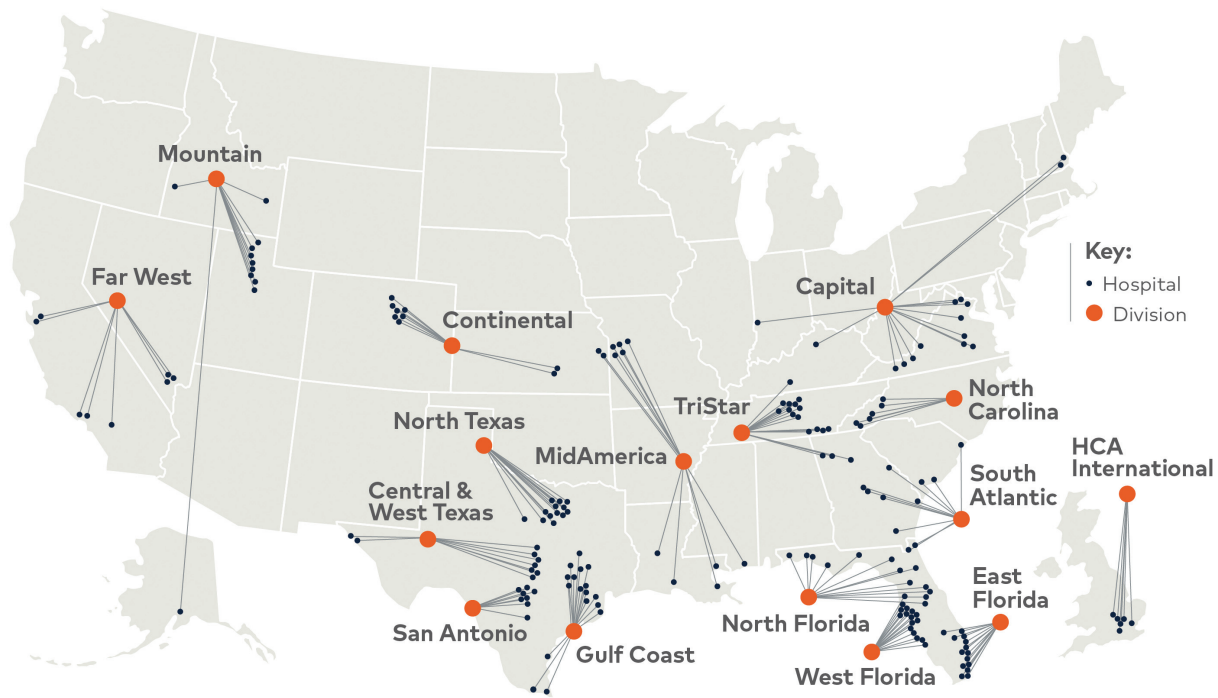 Mountain
Far West
Continental
Capital
Key:
Hospital
Division
TriStar
North
Carolina
North Texas
MidAmerica
HCA
International
Central &
West Texas
South
Atlantic
East
Florida
San Antonio
Gulf Coast
North Florida
West Florida